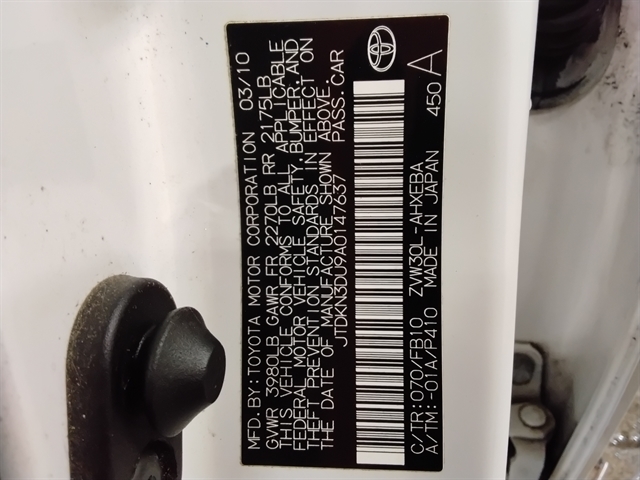 MFD. BY: TOYOTA MOTOR CORPORATION 03/10
GVWR 3980LB GAWR FR 2270LB RR 2175LB
THIS VEHICLE CONFORMS TO ALL APPLICABLE
FEDERAL MOTOR VEHICLE SAFETY, BUMPER, AND
THEFT PREVENTION STANDARDS IN EFFECT ON
THE DATE OF MANUFACTURE SHOWN ABOVE.
JTDKN3DU9A0147637 PASS. CAR
C/TR: 070/FB10 ZVW30L-AHXEBA
A/TM: -01A/P410 MADE IN JAPAN 450 A